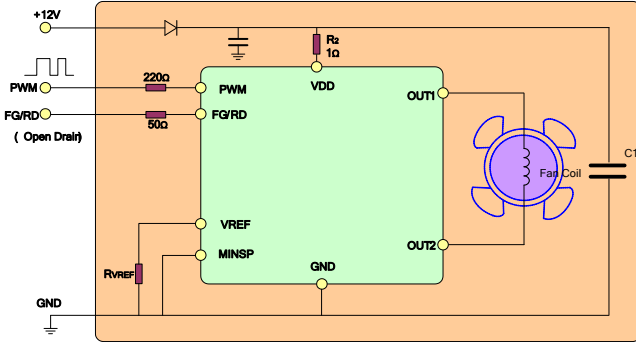 +12V
R2
1Ω
VDD
PWM
220Ω
PWM
OUT1
FG/RD
50Ω
FG/RD
( Open Drain)
C1
Fan Coil
VREF
MINSP
OUT2
RVREF
GND
GND